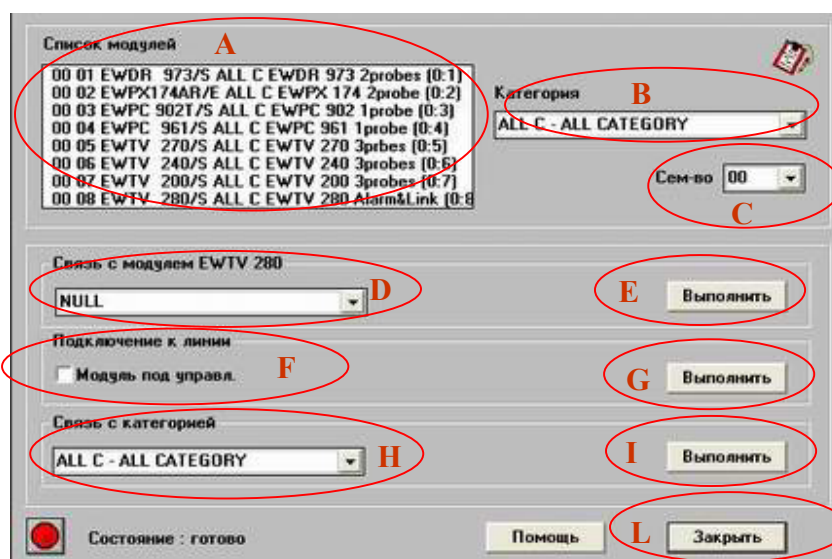 Список модулей
A
00 01 EWDR 973/S ALL C EWDR 973 2probes (0:1)
00 02 EWPX174AR/E ALL C EWPX 174 2probe (0:2)
00 03 EWPC 902T/S ALL C EWPC 902 1probe (0:3)
00 04 EWPC 961/S ALL C EWPC 961 1probe (0:4)
00 05 EWTV 270/S ALL C EWTV 270 3prbes (0:5)
00 06 EWTV 240/S ALL C EWTV 240 3probes (0:6)
00 07 EWTV 200/S ALL C EWTV 200 3probes (0:7)
00 08 EWTV 280/S ALL C EWTV 280 Alarm&Link (0:8
Категория
B
ALL C - ALL CATEGORY
Сем-во 00
C
Связь с модулем EWTV 280
NULL D
E Выполнить
Подключение к линии
Модуль под управл. F
G Выполнить
Связь с категорией
ALL C - ALL CATEGORY H
I Выполнить
Состояние : готово
Помощь
L Закрыть